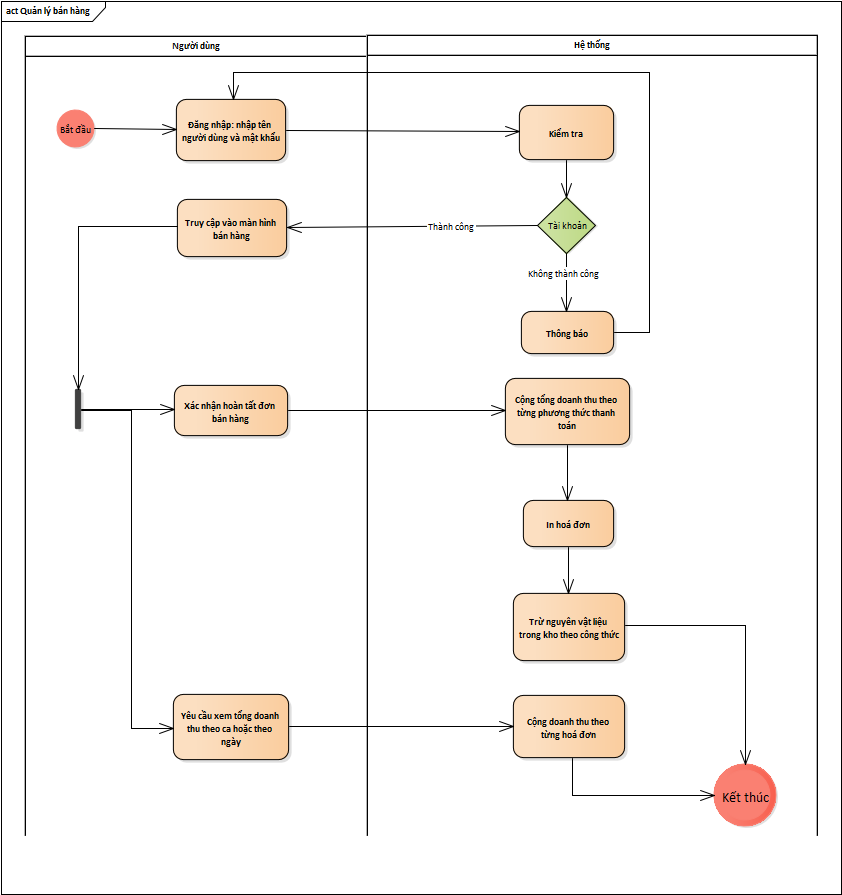 act Quản lý bán hàng
Người dùng
Hệ thống
Bắt đầu
Đăng nhập: nhập tên
người dùng và mật khẩu
Kiểm tra
Truy cập vào màn hình
bán hàng
Thành công
Tài khoản
Không thành công
Thông báo
Xác nhận hoàn tất đơn
bán hàng
Cộng tổng doanh thu theo
từng phương thức thanh
toán
In hoá đơn
Trừ nguyên vật liệu
trong kho theo công thức
Yêu cầu xem tổng doanh
thu theo ca hoặc theo
ngày
Cộng doanh thu theo
từng hoá đơn
Kết thúc